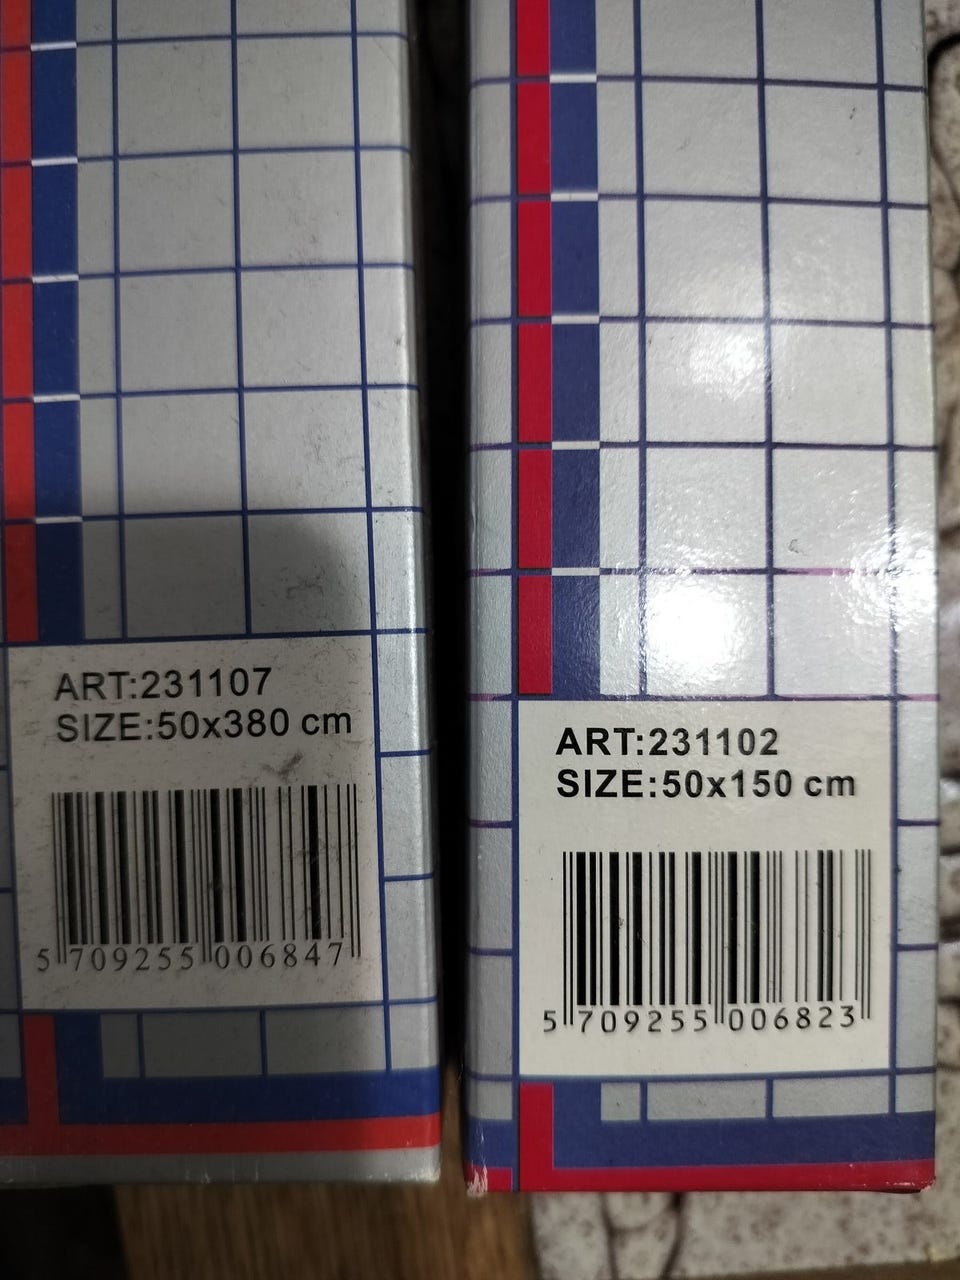 ART:231107
SIZE:50x380 cm
5 709255 006847
ART:231102
SIZE:50x150 cm
5 709255 006823